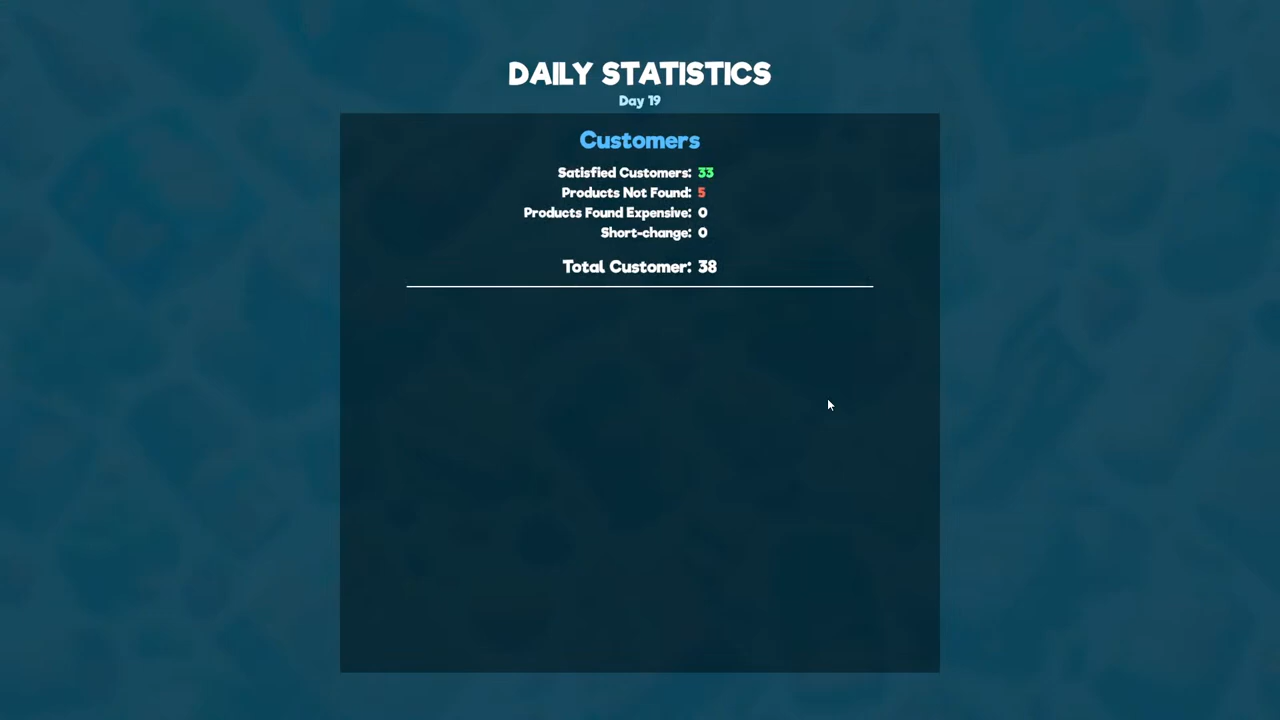 DAILY STATISTICS
Day 19
Customers
Satisfied Customers: 33
Products Not Found: 5
Products Found Expensive: 0
Short-change: 0
Total Customer: 38